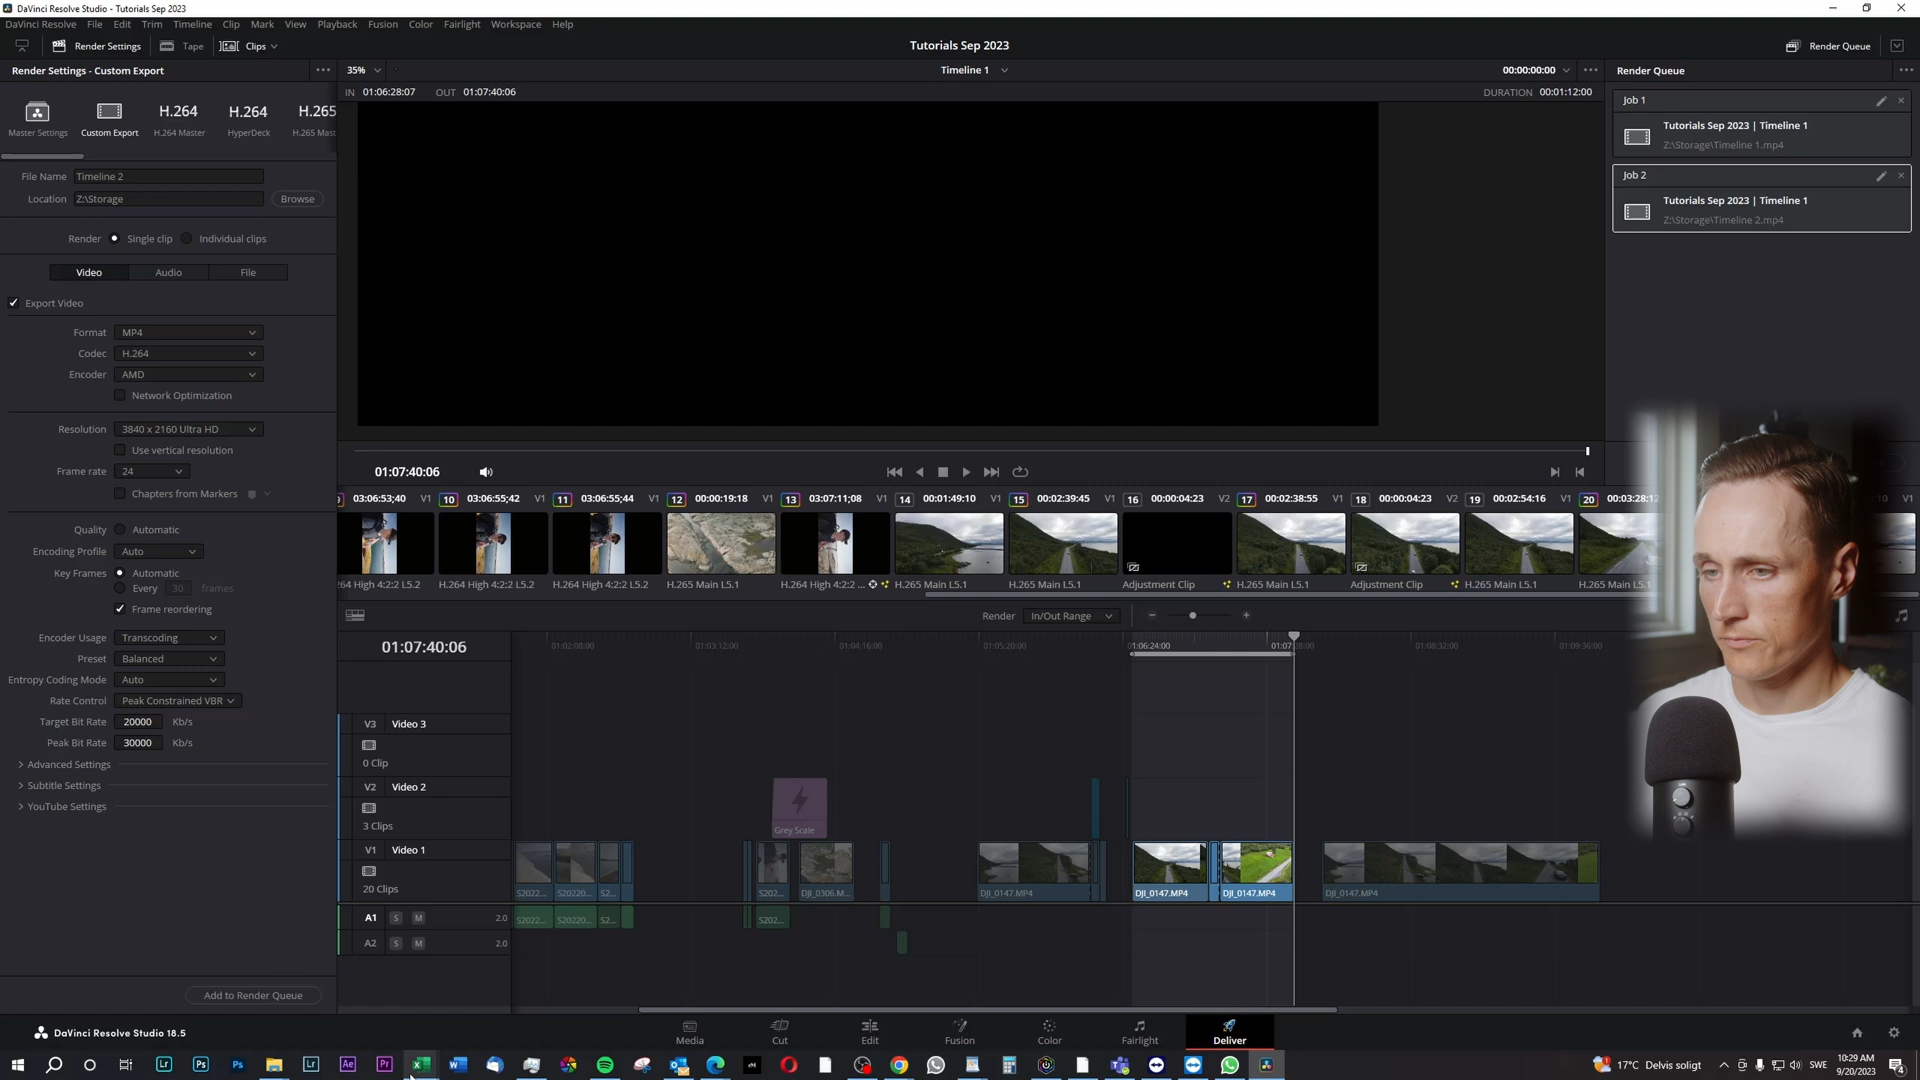 DaVinci Resolve Studio - Tutorials Sep 2023
DaVinci Resolve File Edit Trim Timeline Clip Mark View Playback Fusion Color Fairlight Workspace Help
Render Settings Tape Clips Tutorials Sep 2023 Render Queue
Render Settings - Custom Export
35% Timeline 1 00:00:00:00
Render Queue
IN 01:06:28:07 OUT 01:07:40:06 DURATION 00:01:12:00
Master Settings
Custom Export
H.264
H.264 Master
H.264
HyperDeck
H.265
File Name Timeline 2
Location Z:\Storage Browse
Render Single clip Individual clips
Video Audio File
Export Video
Format MP4
Codec H.264
Encoder AMD
Network Optimization
Resolution 3840 x 2160 Ultra HD
Use vertical resolution
Frame rate 24
Chapters from Markers
Quality Automatic
Encoding Profile Auto
Key Frames Automatic
Every 30 frames
Frame reordering
Encoder Usage Transcoding
Preset Balanced
Entropy Coding Mode Auto
Rate Control Peak Constrained VBR
Target Bit Rate 20000 Kb/s
Peak Bit Rate 30000 Kb/s
Advanced Settings
Subtitle Settings
YouTube Settings
Add to Render Queue
Job 1
Tutorials Sep 2023 | Timeline 1
Z:\Storage\Timeline 1.mp4
Job 2
Tutorials Sep 2023 | Timeline 1
Z:\Storage\Timeline 2.mp4
01:07:40:06
03:06:53;40 V1 10 03:06:55;42 V1 11 03:06:55;44 V1 12 00:00:19:18 V1 13 03:07:11;08 V1 14 00:01:49:10 V1 15 00:02:39:45 V1 16 00:00:04:23 V2 17 00:02:38:55 V1 18 00:00:04:23 V2 19 00:02:54:16 V1 20
V1
H.264 High 4:2:2 L5.2 H.264 High 4:2:2 L5.2 H.265 Main L5.1 H.264 High 4:2:2 ... H.265 Main L5.1 H.265 Main L5.1 Adjustment Clip H.265 Main L5.1 Adjustment Clip H.265 Main L5.1 H.265 Main L5.1
Render In/Out Range
01:07:40:06
01:02:08:00 01:03:12:00 01:04:16:00 01:05:20:00 01:06:24:00 01:08:32:00 01:09:36:00
V3 Video 3
0 Clip
V2 Video 2
3 Clips
Grey Scale
V1 Video 1
20 Clips
S2022... S20220... S2... S202... DJI_0306.M... DJI_0147.MP4 DJI_0147.MP4 DJI_0147.MP4 DJI_0147.MP4
A1 S M 2.0
S2022... S20220... S2... S202...
A2 S M 2.0
DaVinci Resolve Studio 18.5
Media Cut Edit Fusion Color Fairlight Deliver
17°C Delvis soligt
SWE
10:29 AM
9/20/2023